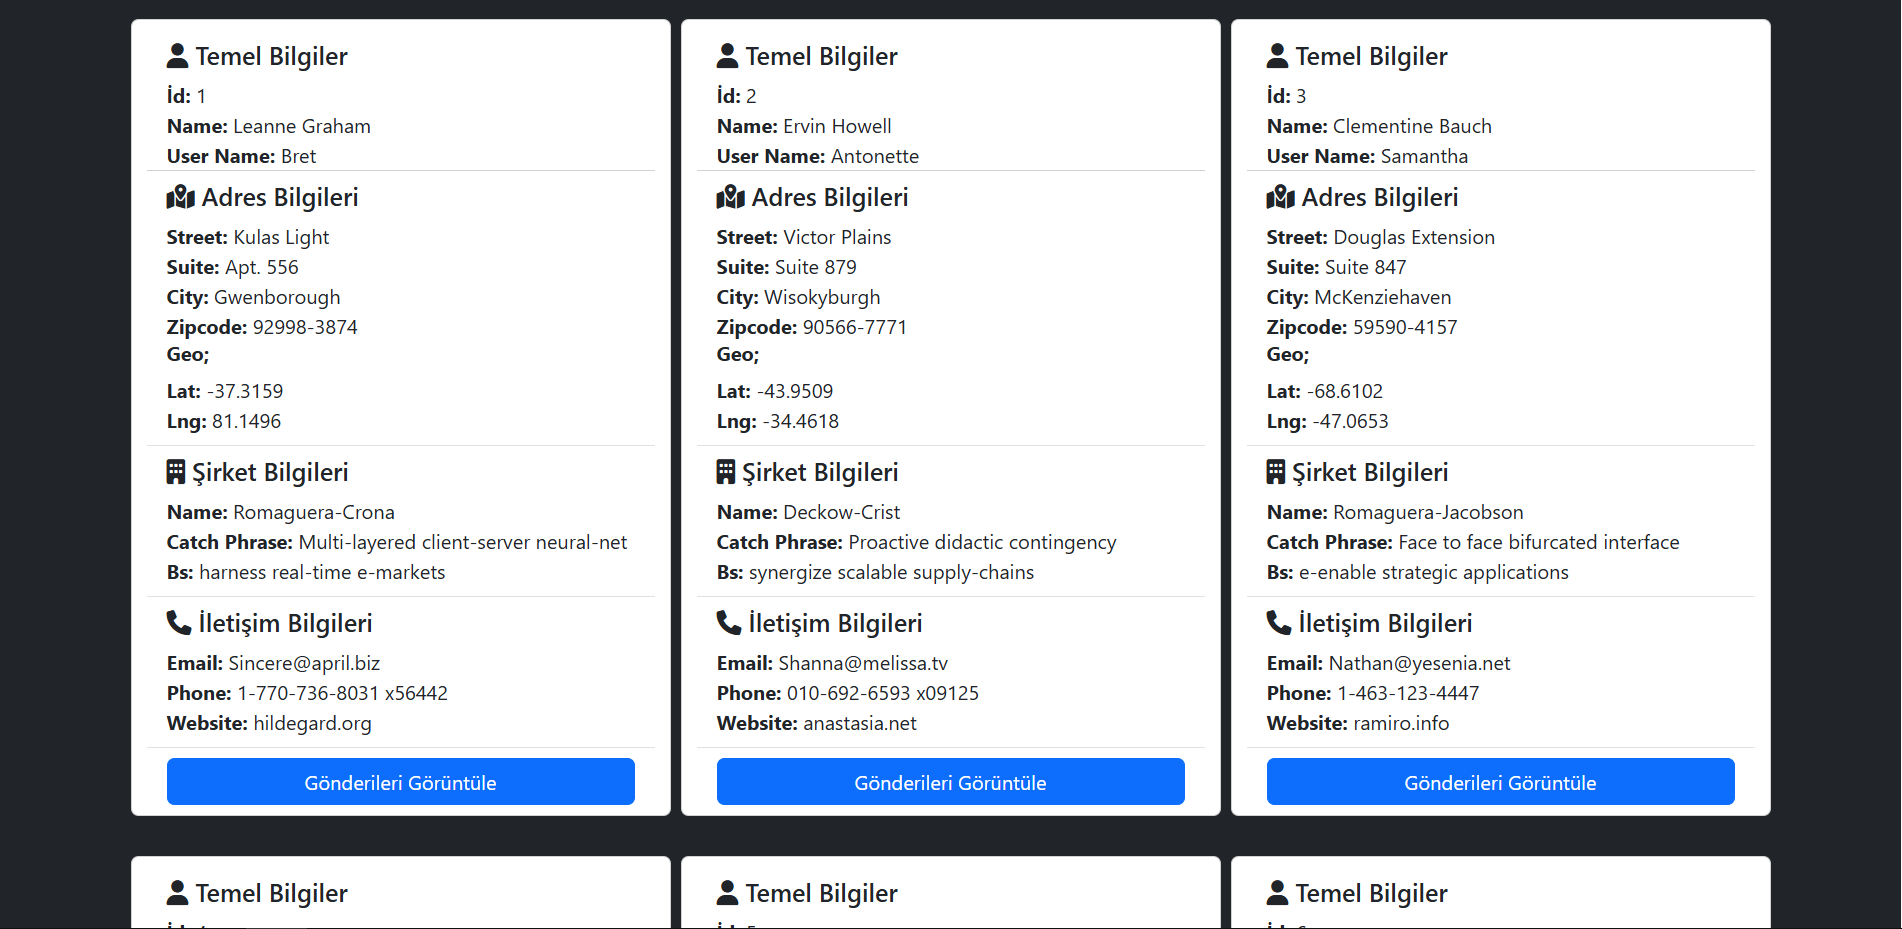 Temel Bilgiler
İd: 1
Name: Leanne Graham
User Name: Bret
Adres Bilgileri
Street: Kulas Light
Suite: Apt. 556
City: Gwenborough
Zipcode: 92998-3874
Geo;
Lat: -37.3159
Lng: 81.1496
Şirket Bilgileri
Name: Romaguera-Crona
Catch Phrase: Multi-layered client-server neural-net
Bs: harness real-time e-markets
İletişim Bilgileri
Email: Sincere@april.biz
Phone: 1-770-736-8031 x56442
Website: hildegard.org
Gönderileri Görüntüle
Temel Bilgiler
İd: 2
Name: Ervin Howell
User Name: Antonette
Adres Bilgileri
Street: Victor Plains
Suite: Suite 879
City: Wisokyburgh
Zipcode: 90566-7771
Geo;
Lat: -43.9509
Lng: -34.4618
Şirket Bilgileri
Name: Deckow-Crist
Catch Phrase: Proactive didactic contingency
Bs: synergize scalable supply-chains
İletişim Bilgileri
Email: Shanna@melissa.tv
Phone: 010-692-6593 x09125
Website: anastasia.net
Gönderileri Görüntüle
Temel Bilgiler
İd: 3
Name: Clementine Bauch
User Name: Samantha
Adres Bilgileri
Street: Douglas Extension
Suite: Suite 847
City: McKenziehaven
Zipcode: 59590-4157
Geo;
Lat: -68.6102
Lng: -47.0653
Şirket Bilgileri
Name: Romaguera-Jacobson
Catch Phrase: Face to face bifurcated interface
Bs: e-enable strategic applications
İletişim Bilgileri
Email: Nathan@yesenia.net
Phone: 1-463-123-4447
Website: ramiro.info
Gönderileri Görüntüle
Temel Bilgiler
Temel Bilgiler
Temel Bilgiler